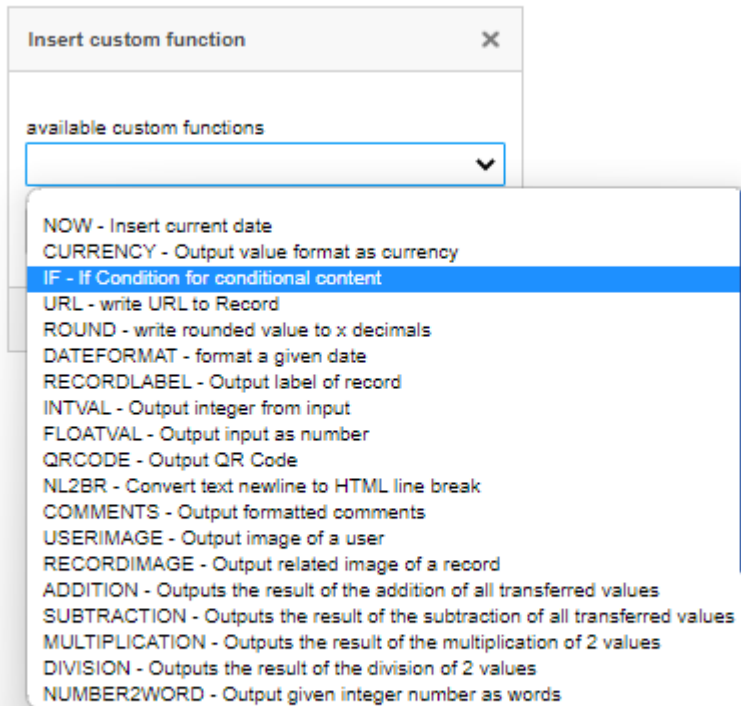 Insert custom function
available custom functions
NOW - Insert current date
CURRENCY - Output value format as currency
IF - If Condition for conditional content
URL - write URL to Record
ROUND - write rounded value to x decimals
DATEFORMAT - format a given date
RECORDLABEL - Output label of record
INTVAL - Output integer from input
FLOATVAL - Output input as number
QRCODE - Output QR Code
NL2BR - Convert text newline to HTML line break
COMMENTS - Output formatted comments
USERIMAGE - Output image of a user
RECORDIMAGE - Output related image of a record
ADDITION - Outputs the result of the addition of all transferred values
SUBTRACTION - Outputs the result of the subtraction of all transferred values
MULTIPLICATION - Outputs the result of the multiplication of 2 values
DIVISION - Outputs the result of the division of 2 values
NUMBER2WORD - Output given integer number as words